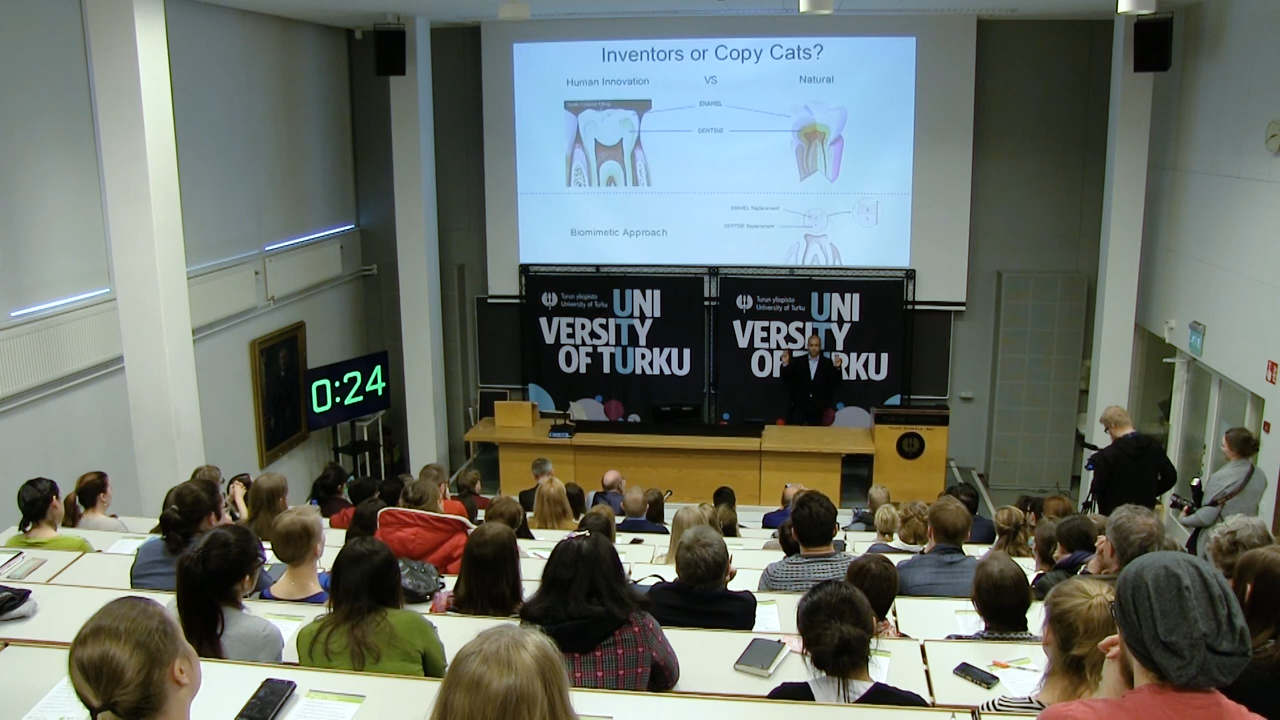 Inventors or Copy Cats?
Human Innovation
VS
Natural
ENAMEL
DENTINE
ENAMEL Replacement
DENTINE Replacement
Biomimetic Approach
Turun yliopisto
University of Turku
UNI
VERSITY
OF TURKU
Turun yliopisto
University of Turku
UNI
VERSITY
OF TURKU
0:24